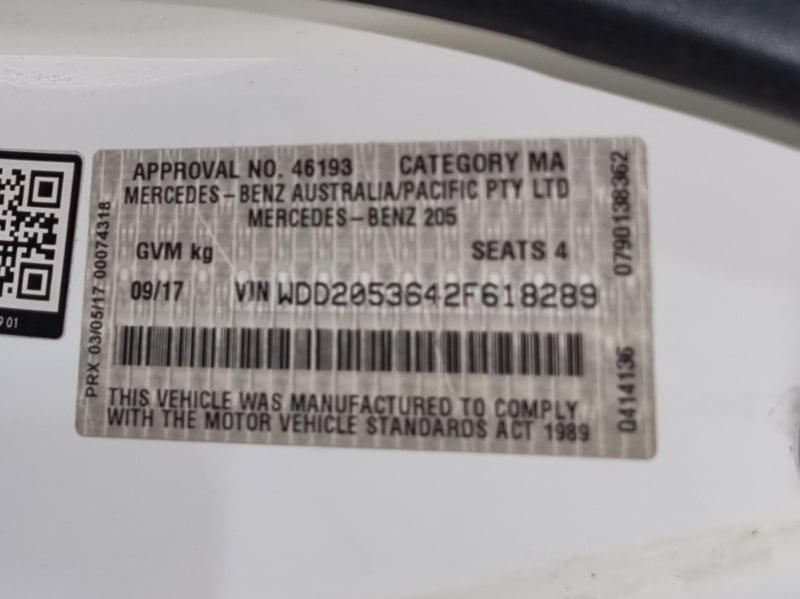 APPROVAL NO. 46193 CATEGORY MA
MERCEDES-BENZ AUSTRALIA/PACIFIC PTY LTD
MERCEDES-BENZ 205
GVM kg SEATS 4
09/17 VIN WDD2053642F618289
THIS VEHICLE WAS MANUFACTURED TO COMPLY
WITH THE MOTOR VEHICLE STANDARDS ACT 1989
PRX 03/05/17 00074318
0414136 0790138362
01